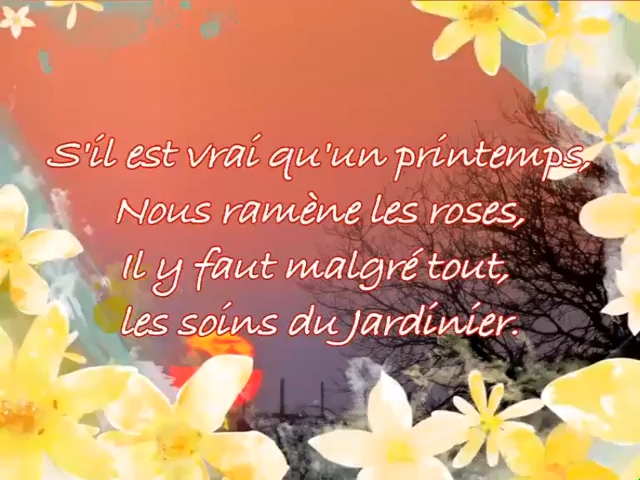 S'il est vrai qu'un printemps,
Nous ramène les roses,
Il y faut malgré tout,
les soins du Jardinier.